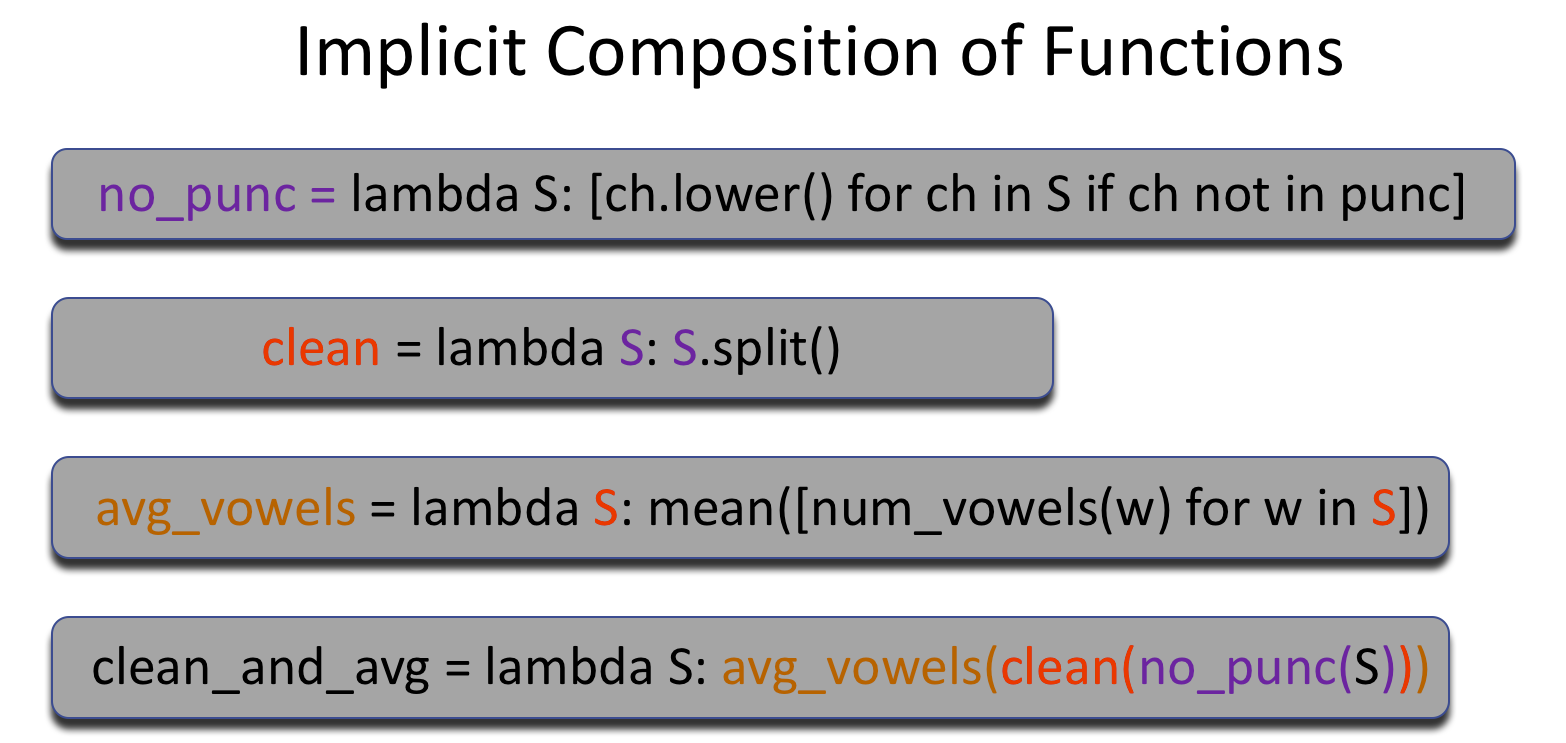 Implicit Composition of Functions
no_punc = lambda S: [ch.lower() for ch in S if ch not in punc]
clean = lambda S: S.split()
avg_vowels = lambda S: mean([num_vowels(w) for w in S])
clean_and_avg = lambda S: avg_vowels(clean(no_punc(S)))